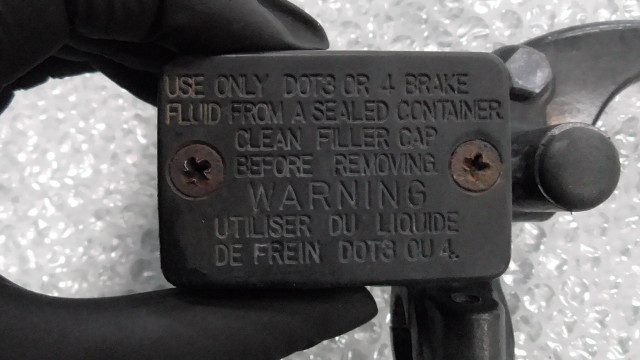 USE ONLY DOT3 OR 4 BRAKE
FLUID FROM A SEALED CONTAINER.
CLEAN FILLER CAP
BEFORE REMOVING.
WARNING
UTILISER DU LIQUIDE
DE FREIN DOT3 OU 4.